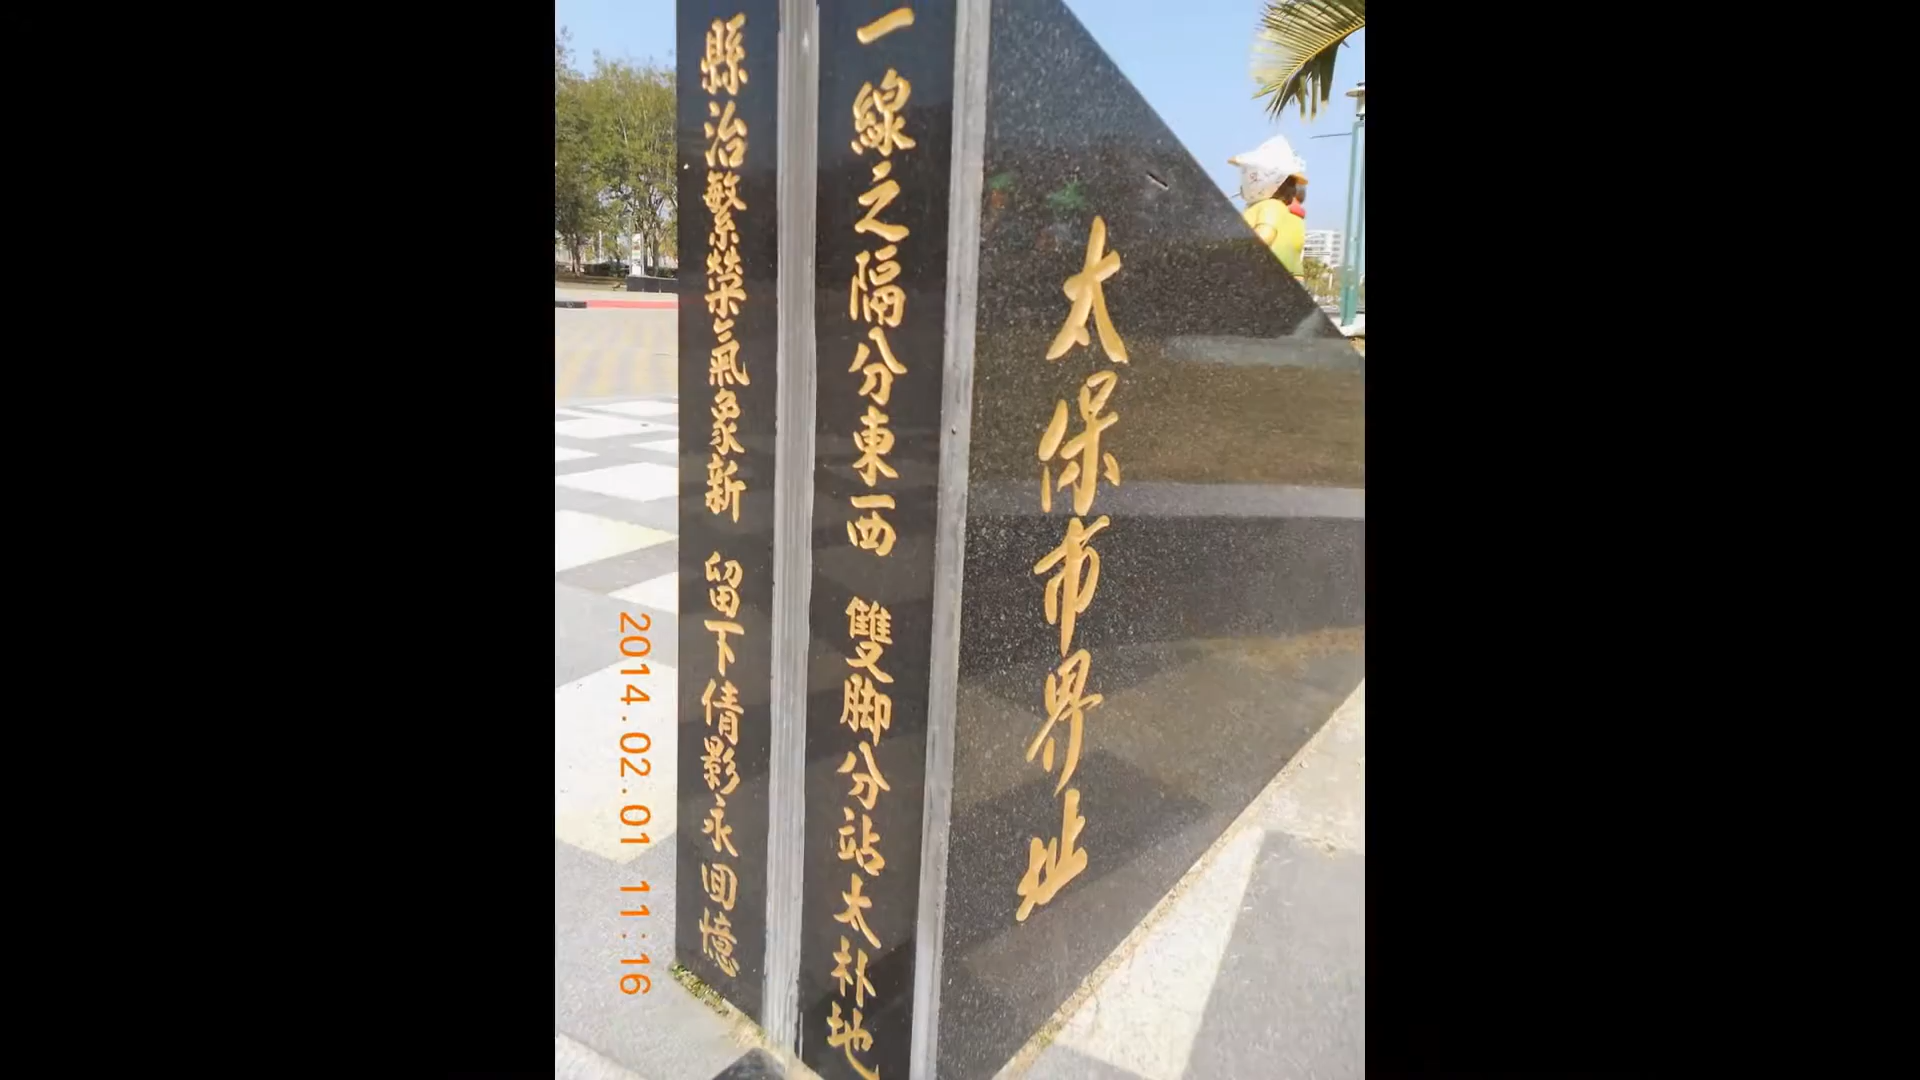 太保市界址
一線之隔分東西 雙脚分站太朴地
縣治繁榮氣象新 留下倩影永回憶
2014.02.01 11:16